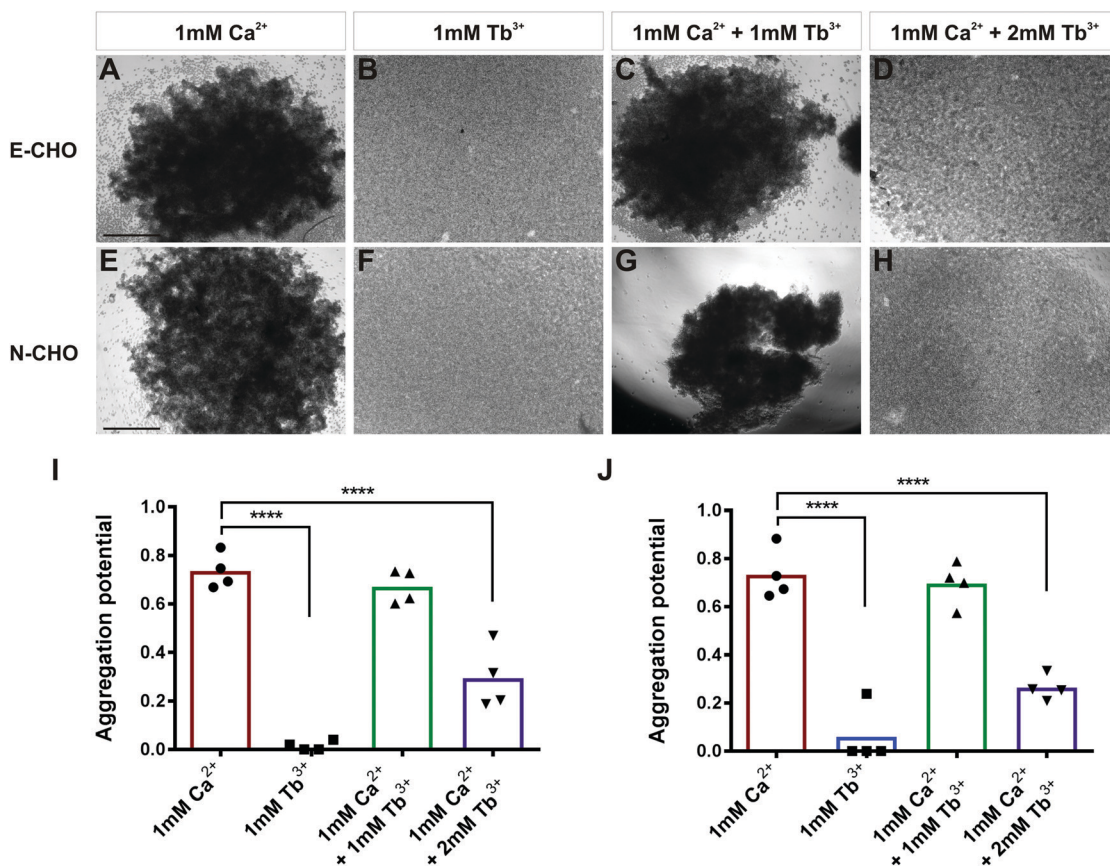 1mM Ca²⁺ 1mM Tb³⁺ 1mM Ca²⁺ + 1mM Tb³⁺ 1mM Ca²⁺ + 2mM Tb³⁺
A B C D
E-CHO
E F G H
N-CHO
I
****
****
Aggregation potential
1.0
0.8
0.6
0.4
0.2
0.0
1mM Ca²⁺
1mM Tb³⁺
1mM Ca²⁺
+ 1mM Tb³⁺
1mM Ca²⁺
+ 2mM Tb³⁺
J
****
****
Aggregation potential
1.0
0.8
0.6
0.4
0.2
0.0
1mM Ca²⁺
1mM Tb³⁺
1mM Ca²⁺
+ 1mM Tb³⁺
1mM Ca²⁺
+ 2mM Tb³⁺